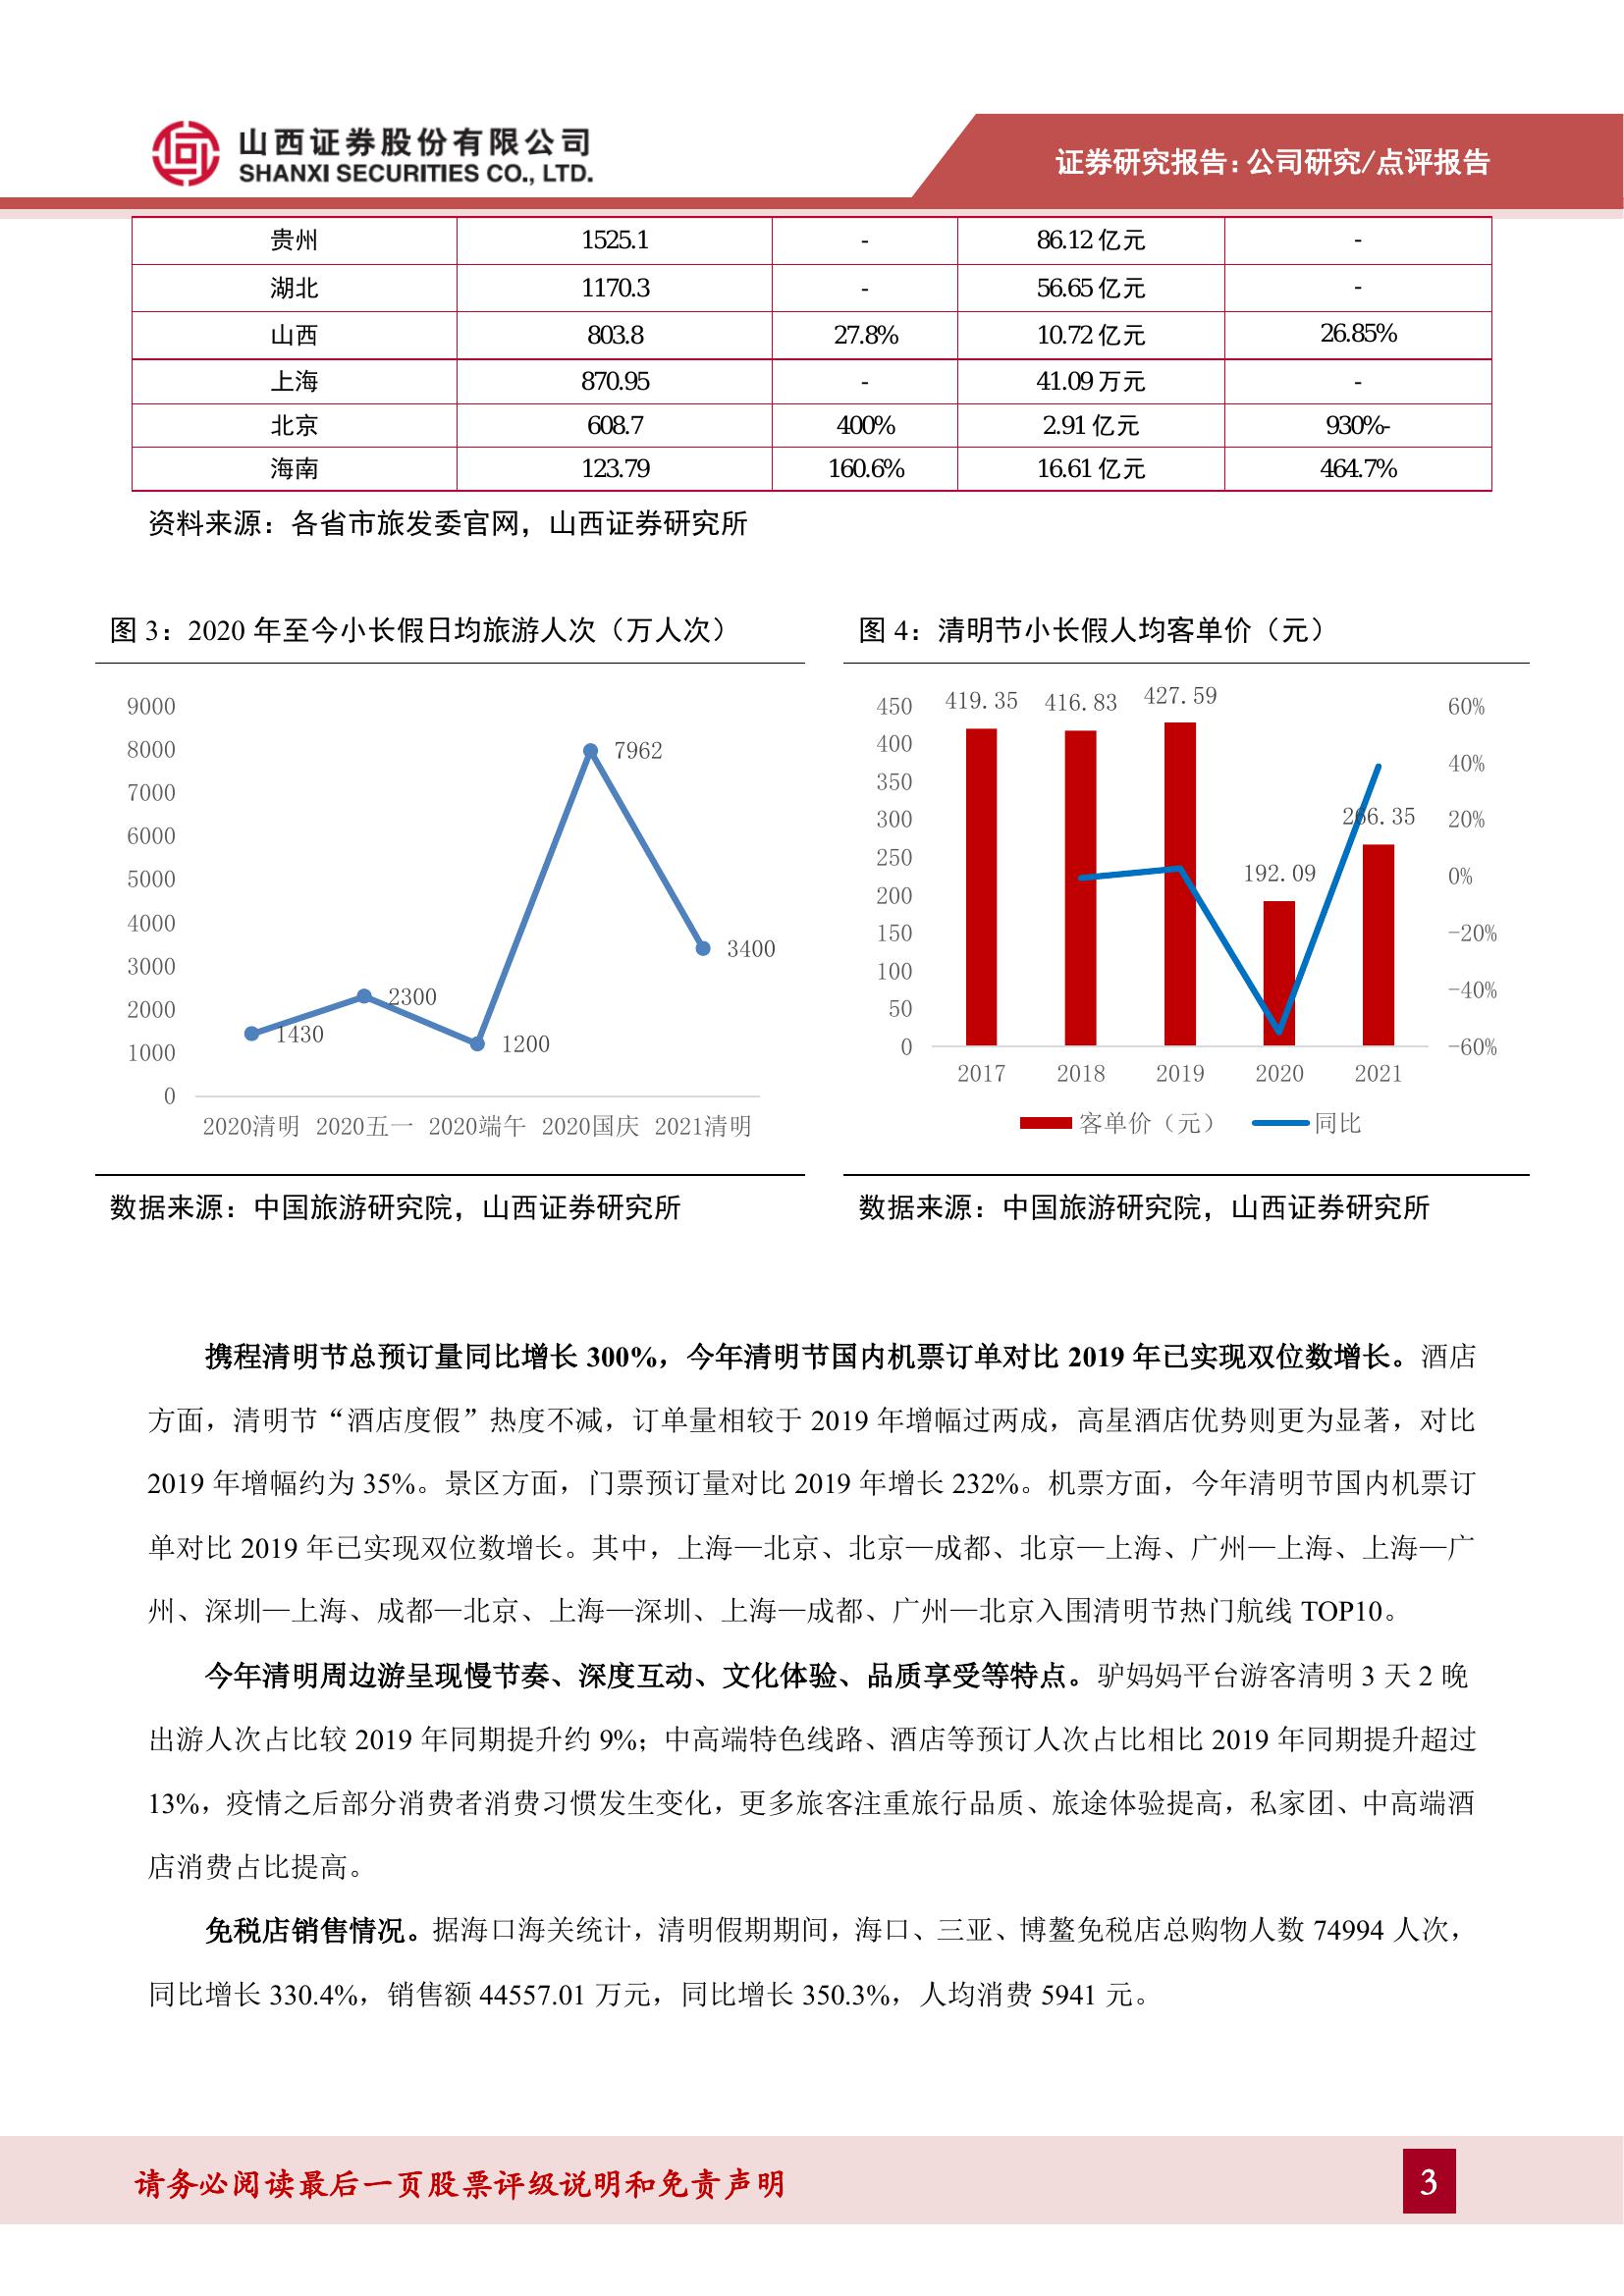 山西证券股份有限公司
SHANXI SECURITIES CO., LTD.
证券研究报告：公司研究/点评报告
贵州 1525.1 - 86.12 亿元 -
湖北 1170.3 - 56.65 亿元 -
山西 803.8 27.8% 10.72 亿元 26.85%
上海 870.95 - 41.09 万元 -
北京 608.7 400% 2.91 亿元 930%-
海南 123.79 160.6% 16.61 亿元 464.7%
资料来源：各省市旅发委官网，山西证券研究所
图 3：2020 年至今小长假日均旅游人次（万人次）
9000
8000
7000
6000
5000
4000
3000
2000
1000
0
1430
2300
1200
7962
3400
2020清明 2020五一 2020端午 2020国庆 2021清明
数据来源：中国旅游研究院，山西证券研究所
图 4：清明节小长假人均客单价（元）
450
400
350
300
250
200
150
100
50
0
419.35 416.83 427.59
192.09
266.35
60%
40%
20%
0%
-20%
-40%
-60%
2017 2018 2019 2020 2021
客单价（元） 同比
数据来源：中国旅游研究院，山西证券研究所
携程清明节总预订量同比增长 300%，今年清明节国内机票订单对比 2019 年已实现双位数增长。酒店
方面，清明节“酒店度假”热度不减，订单量相较于 2019 年增幅过两成，高星酒店优势则更为显著，对比
2019 年增幅约为 35%。景区方面，门票预订量对比 2019 年增长 232%。机票方面，今年清明节国内机票订
单对比 2019 年已实现双位数增长。其中，上海—北京、北京—成都、北京—上海、广州—上海、上海—广
州、深圳—上海、成都—北京、上海—深圳、上海—成都、广州—北京入围清明节热门航线 TOP10。
今年清明周边游呈现慢节奏、深度互动、文化体验、品质享受等特点。驴妈妈平台游客清明 3 天 2 晚
出游人次占比较 2019 年同期提升约 9%；中高端特色线路、酒店等预订人次占比相比 2019 年同期提升超过
13%，疫情之后部分消费者消费习惯发生变化，更多旅客注重旅行品质、旅途体验提高，私家团、中高端酒
店消费占比提高。
免税店销售情况。据海口海关统计，清明假期期间，海口、三亚、博鳌免税店总购物人数 74994 人次，
同比增长 330.4%，销售额 44557.01 万元，同比增长 350.3%，人均消费 5941 元。
请务必阅读最后一页股票评级说明和免责声明
3